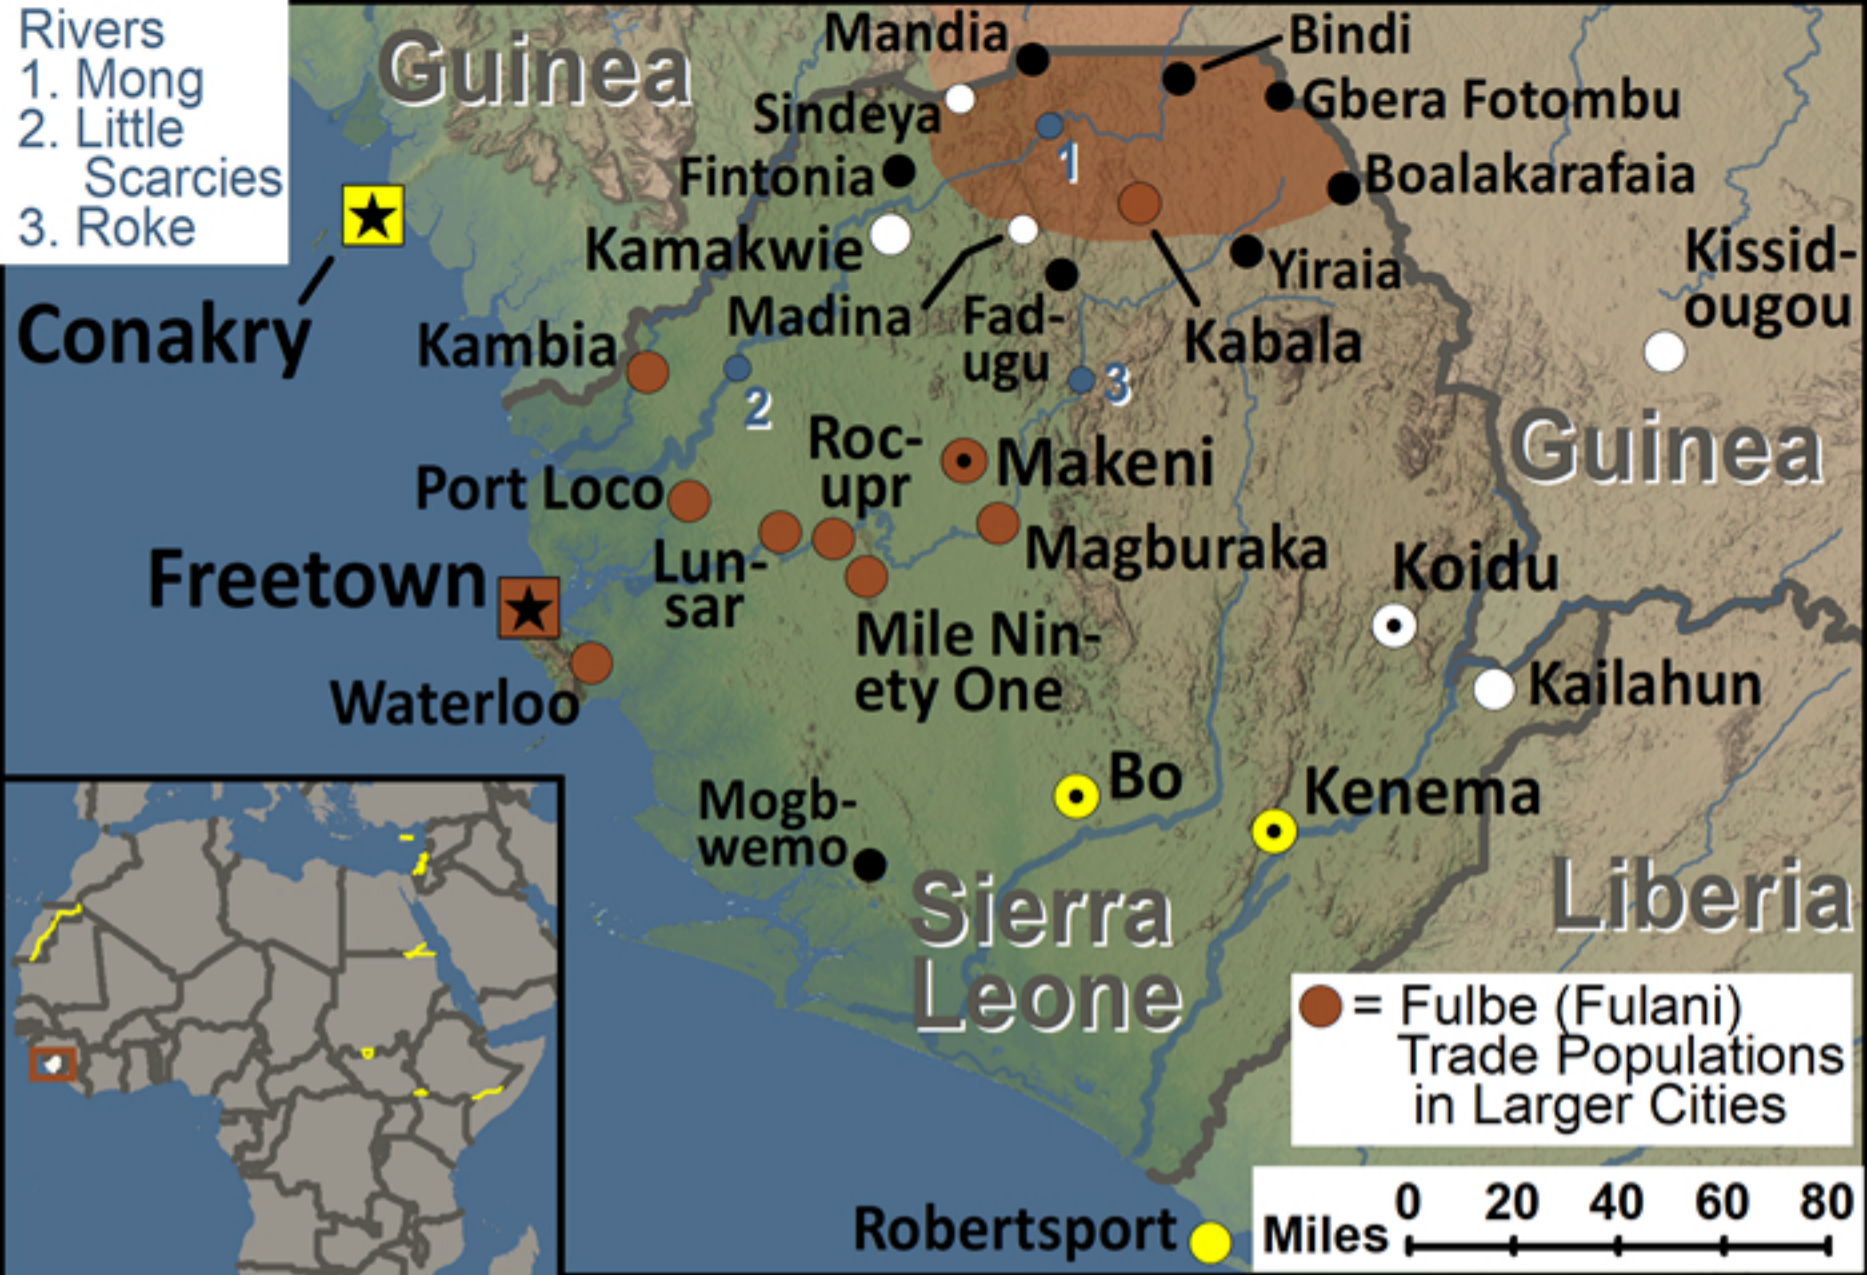 Rivers
1. Mong
2. Little
Scarcies
3. Roke
Guinea
Mandia
Bindi
Sindeya
Gbera Fotombu
1
Fintonia
Boalakarafaia
Kamakwie
Yiraia
Kissid-
ougou
Conakry
Madina
Fad-
ugu
Kabala
Kambia
2
3
Guinea
Roc-
upr
Makeni
Port Loco
Magburaka
Lun-
sar
Koidu
Freetown
Mile Nin-
ety One
Kailahun
Waterloo
Bo
Kenema
Mogb-
wemo
Sierra
Leone
Liberia
= Fulbe (Fulani)
Trade Populations
in Larger Cities
Robertsport
Miles 0 20 40 60 80